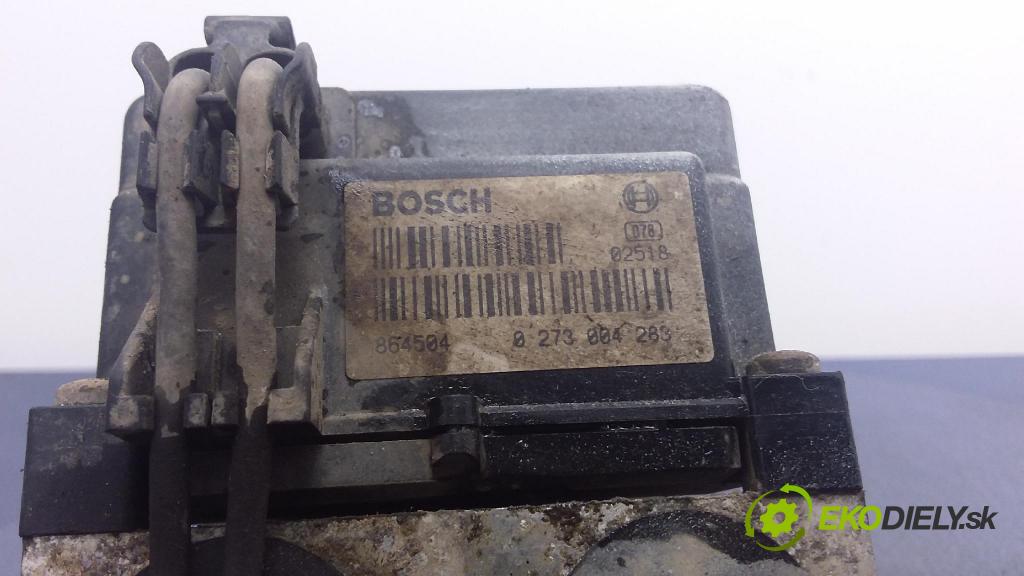 BOSCH
078
02518
864504 0 273 004 283
EKODIELY.sk